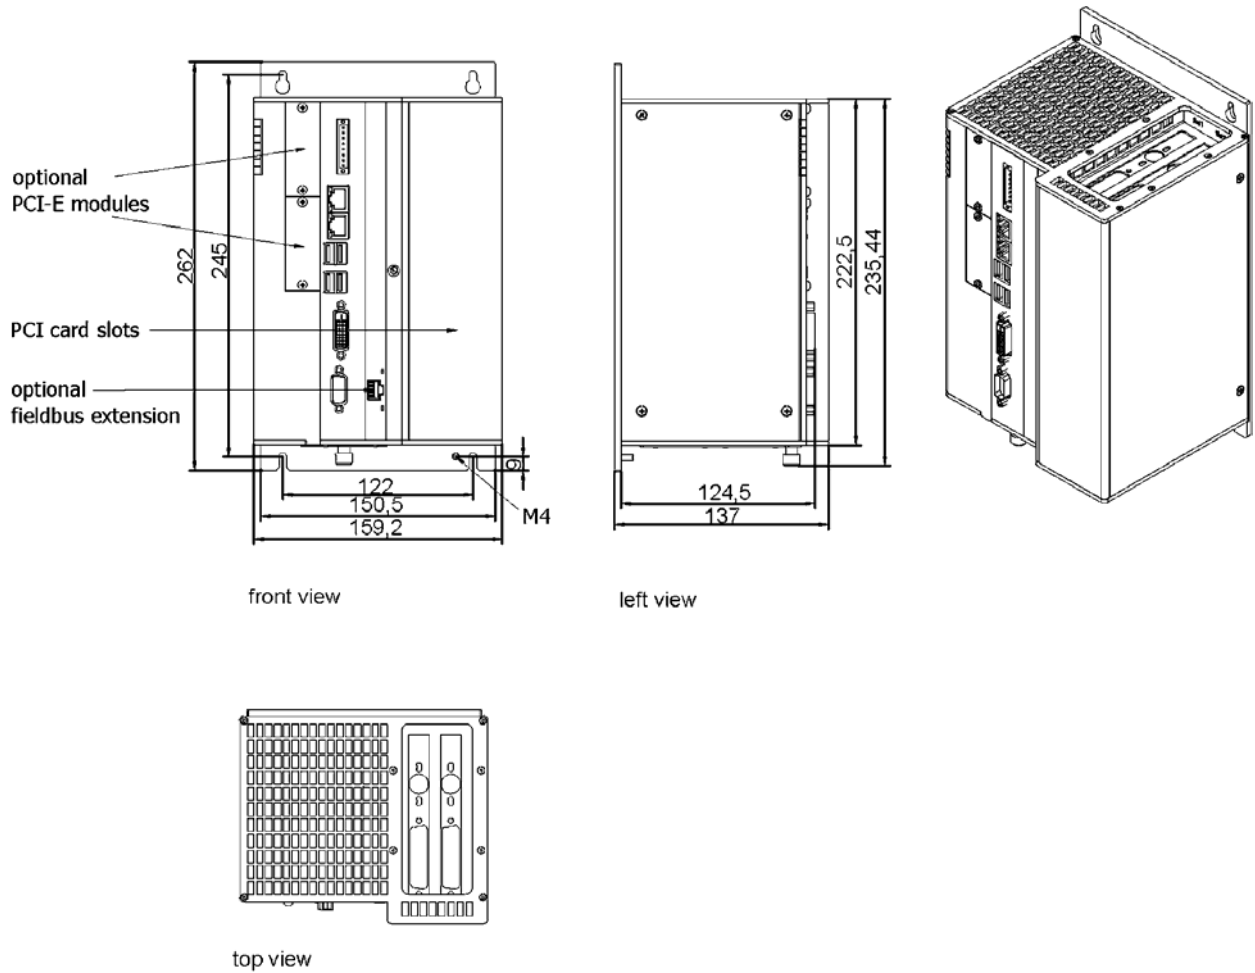 optional
PCI-E modules
262
245
PCI card slots
optional
fieldbus extension
9
122
150,5
159,2
M4
front view
222,5
235,44
124,5
137
left view
top view